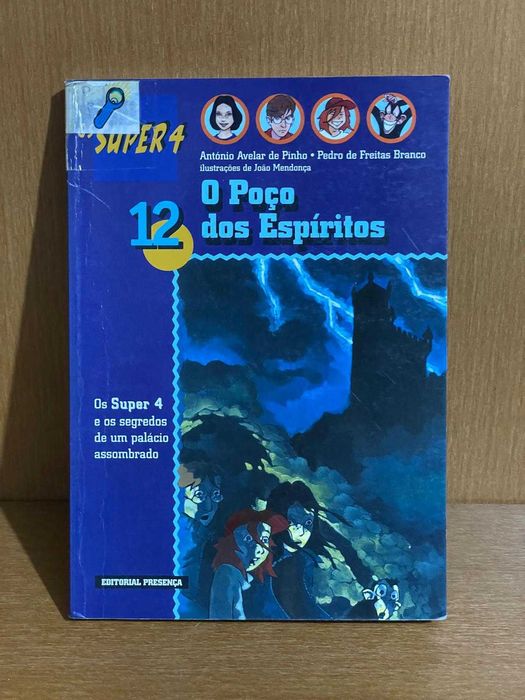 OS SUPER 4
António Avelar de Pinho • Pedro de Freitas Branco
ilustrações de João Mendonça
12
O Poço
dos Espíritos
Os Super 4
e os segredos
de um palácio
assombrado
EDITORIAL PRESENÇA